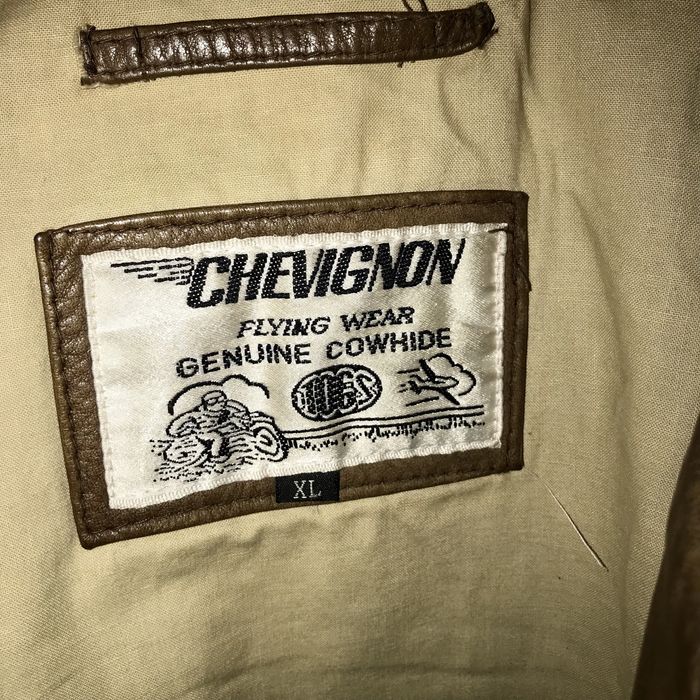 CHEVIGNON
FLYING WEAR
GENUINE COWHIDE
XL